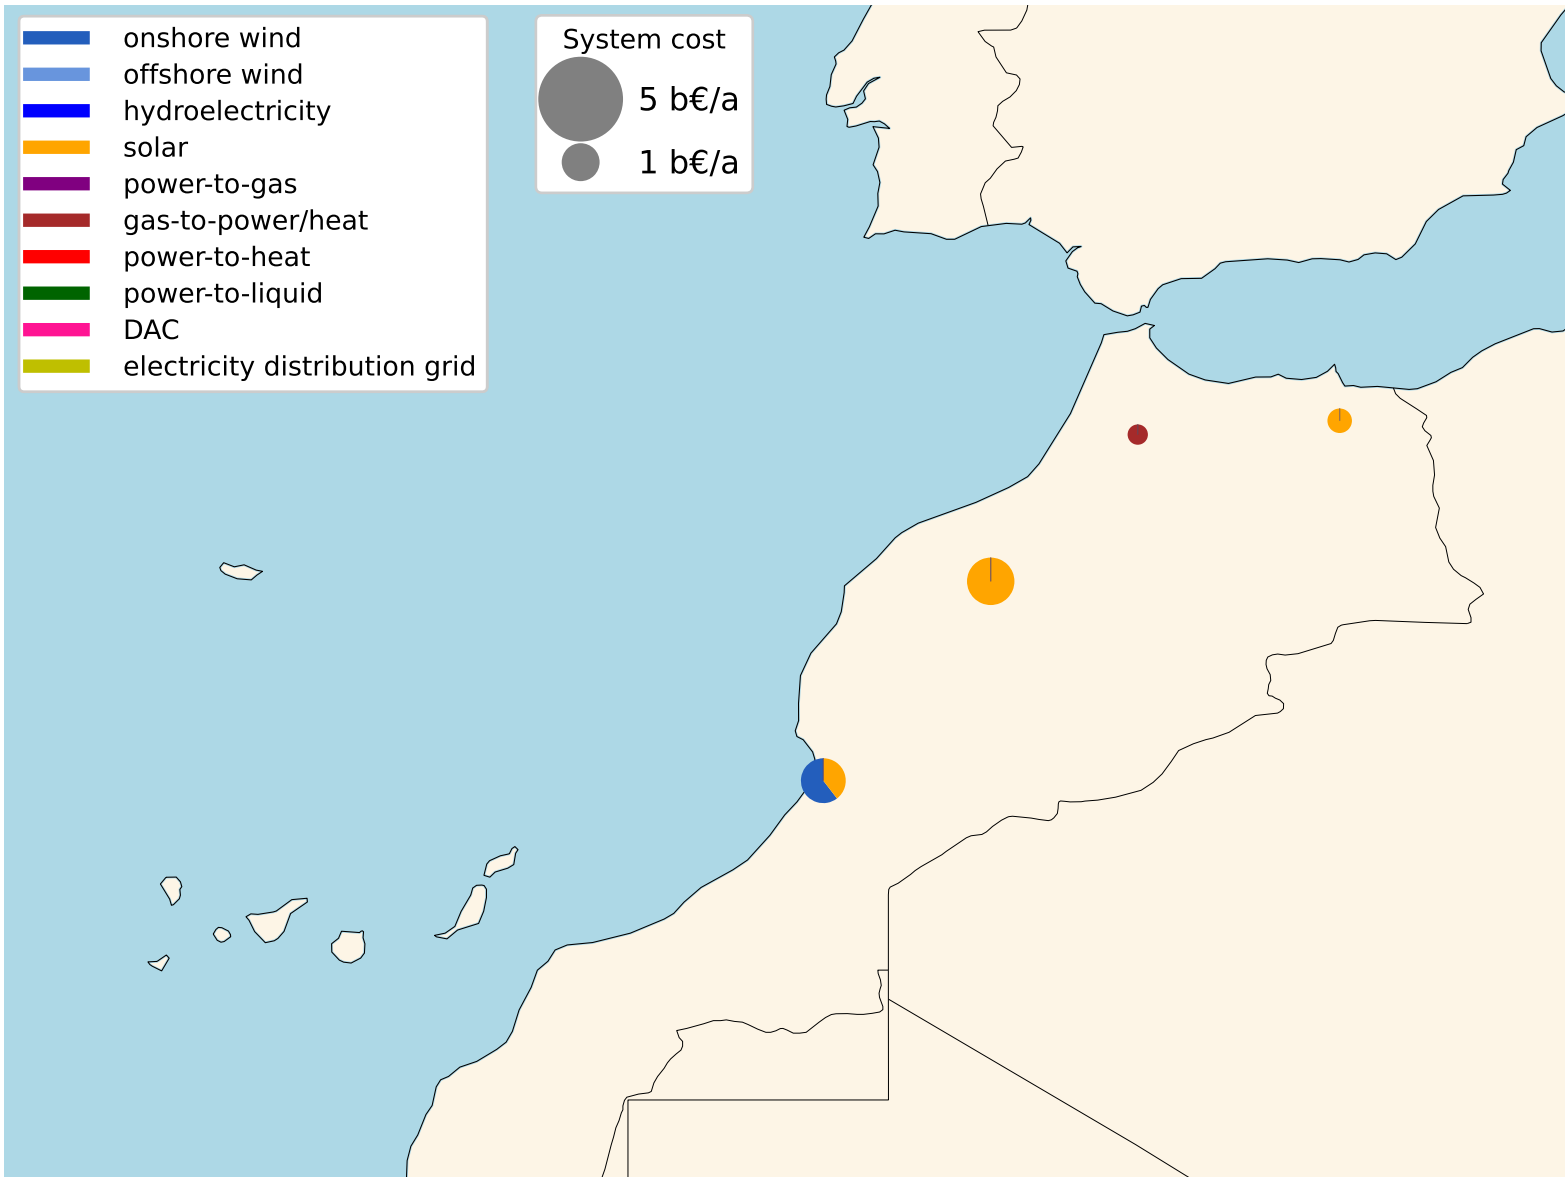 onshore wind
offshore wind
hydroelectricity
solar
power-to-gas
gas-to-power/heat
power-to-heat
power-to-liquid
DAC
electricity distribution grid
System cost
5 b€/a
1 b€/a